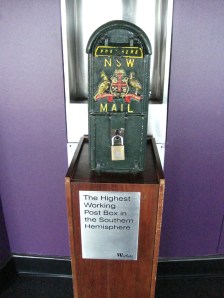 NSW
MAIL
The Highest
Working
Post Box in
the Southern
Hemisphere